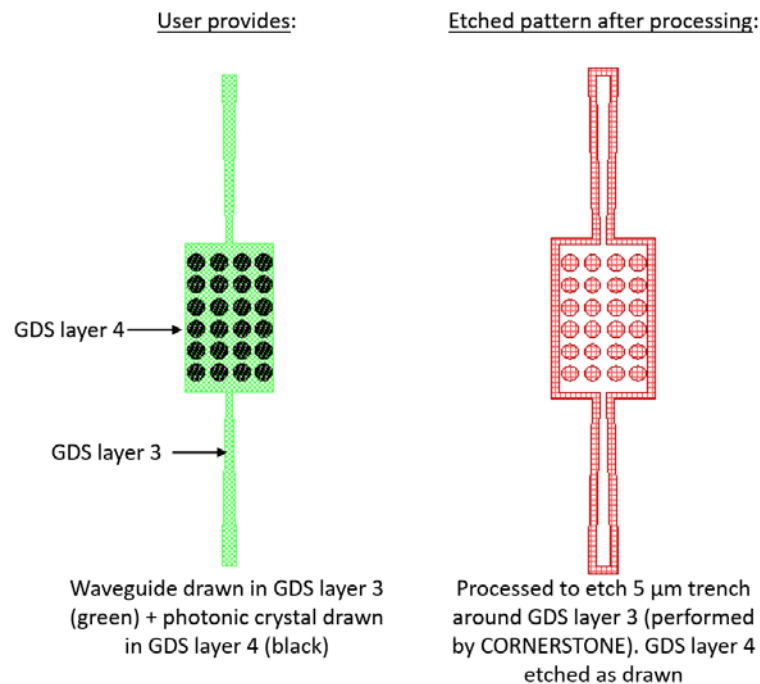 User provides:
Etched pattern after processing:
GDS layer 4
GDS layer 3
Waveguide drawn in GDS layer 3
(green) + photonic crystal drawn
in GDS layer 4 (black)
Processed to etch 5 µm trench
around GDS layer 3 (performed
by CORNERSTONE). GDS layer 4
etched as drawn